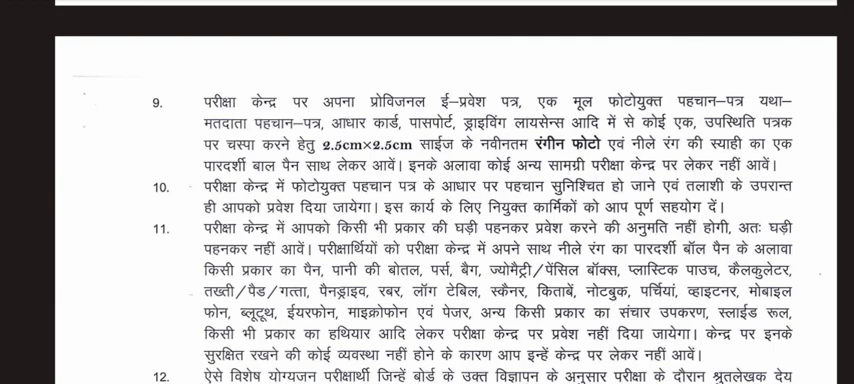 9. परीक्षा केन्द्र पर अपना प्रोविजनल ई–प्रवेश पत्र, एक मूल फोटोयुक्त पहचान–पत्र यथा–
मतदाता पहचान–पत्र, आधार कार्ड, पासपोर्ट, ड्राइविंग लायसेन्स आदि में से कोई एक, उपस्थिति पत्रक
पर चस्पा करने हेतु 2.5cm×2.5cm साईज के नवीनतम रंगीन फोटो एवं नीले रंग की स्याही का एक
पारदर्शी बाल पैन साथ लेकर आवें। इनके अलावा कोई अन्य सामग्री परीक्षा केन्द्र पर लेकर नहीं आवें।
10. परीक्षा केन्द्र में फोटोयुक्त पहचान पत्र के आधार पर पहचान सुनिश्चित हो जाने एवं तलाशी के उपरान्त
ही आपको प्रवेश दिया जायेगा। इस कार्य के लिए नियुक्त कार्मिकों को आप पूर्ण सहयोग दें।
11. परीक्षा केन्द्र में आपको किसी भी प्रकार की घड़ी पहनकर प्रवेश करने की अनुमति नहीं होगी, अतः घड़ी
पहनकर नहीं आवें। परीक्षार्थियों को परीक्षा केन्द्र में अपने साथ नीले रंग का पारदर्शी बॉल पैन के अलावा
किसी प्रकार का पैन, पानी की बोतल, पर्स, बैग, ज्योमैट्री/पेंसिल बॉक्स, प्लास्टिक पाउच, कैलकुलेटर,
तख्ती/पैड/गत्ता, पैनड्राइव, रबर, लॉग टेबिल, स्कैनर, किताबें, नोटबुक, पर्चियां, व्हाइटनर, मोबाइल
फोन, ब्लूटूथ, ईयरफोन, माइक्रोफोन एवं पेजर, अन्य किसी प्रकार का संचार उपकरण, स्लाईड रूल,
किसी भी प्रकार का हथियार आदि लेकर परीक्षा केन्द्र पर प्रवेश नहीं दिया जायेगा। केन्द्र पर इनके
सुरक्षित रखने की कोई व्यवस्था नहीं होने के कारण आप इन्हें केन्द्र पर लेकर नहीं आवें।
12. ऐसे विशेष योग्यजन परीक्षार्थी जिन्हें बोर्ड के उक्त विज्ञापन के अनुसार परीक्षा के दौरान श्रुतलेखक देय